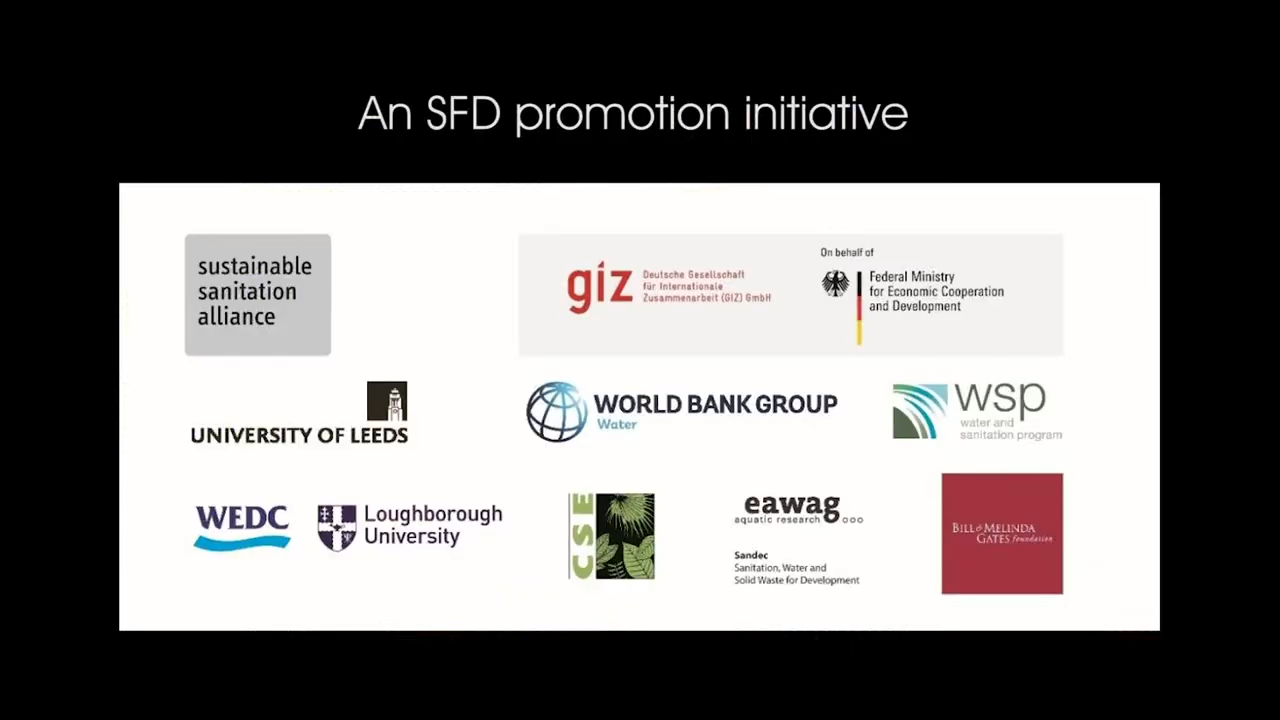 An SFD promotion initiative
sustainable
sanitation
alliance
giz
Deutsche Gesellschaft
für Internationale
Zusammenarbeit (GIZ) GmbH
On behalf of
Federal Ministry
for Economic Cooperation
and Development
UNIVERSITY OF LEEDS
WORLD BANK GROUP
Water
wsp
water and
sanitation program
WEDC
Loughborough
University
CSE
eawag
aquatic research
Sandec
Sanitation, Water and
Solid Waste for Development
BILL & MELINDA
GATES foundation